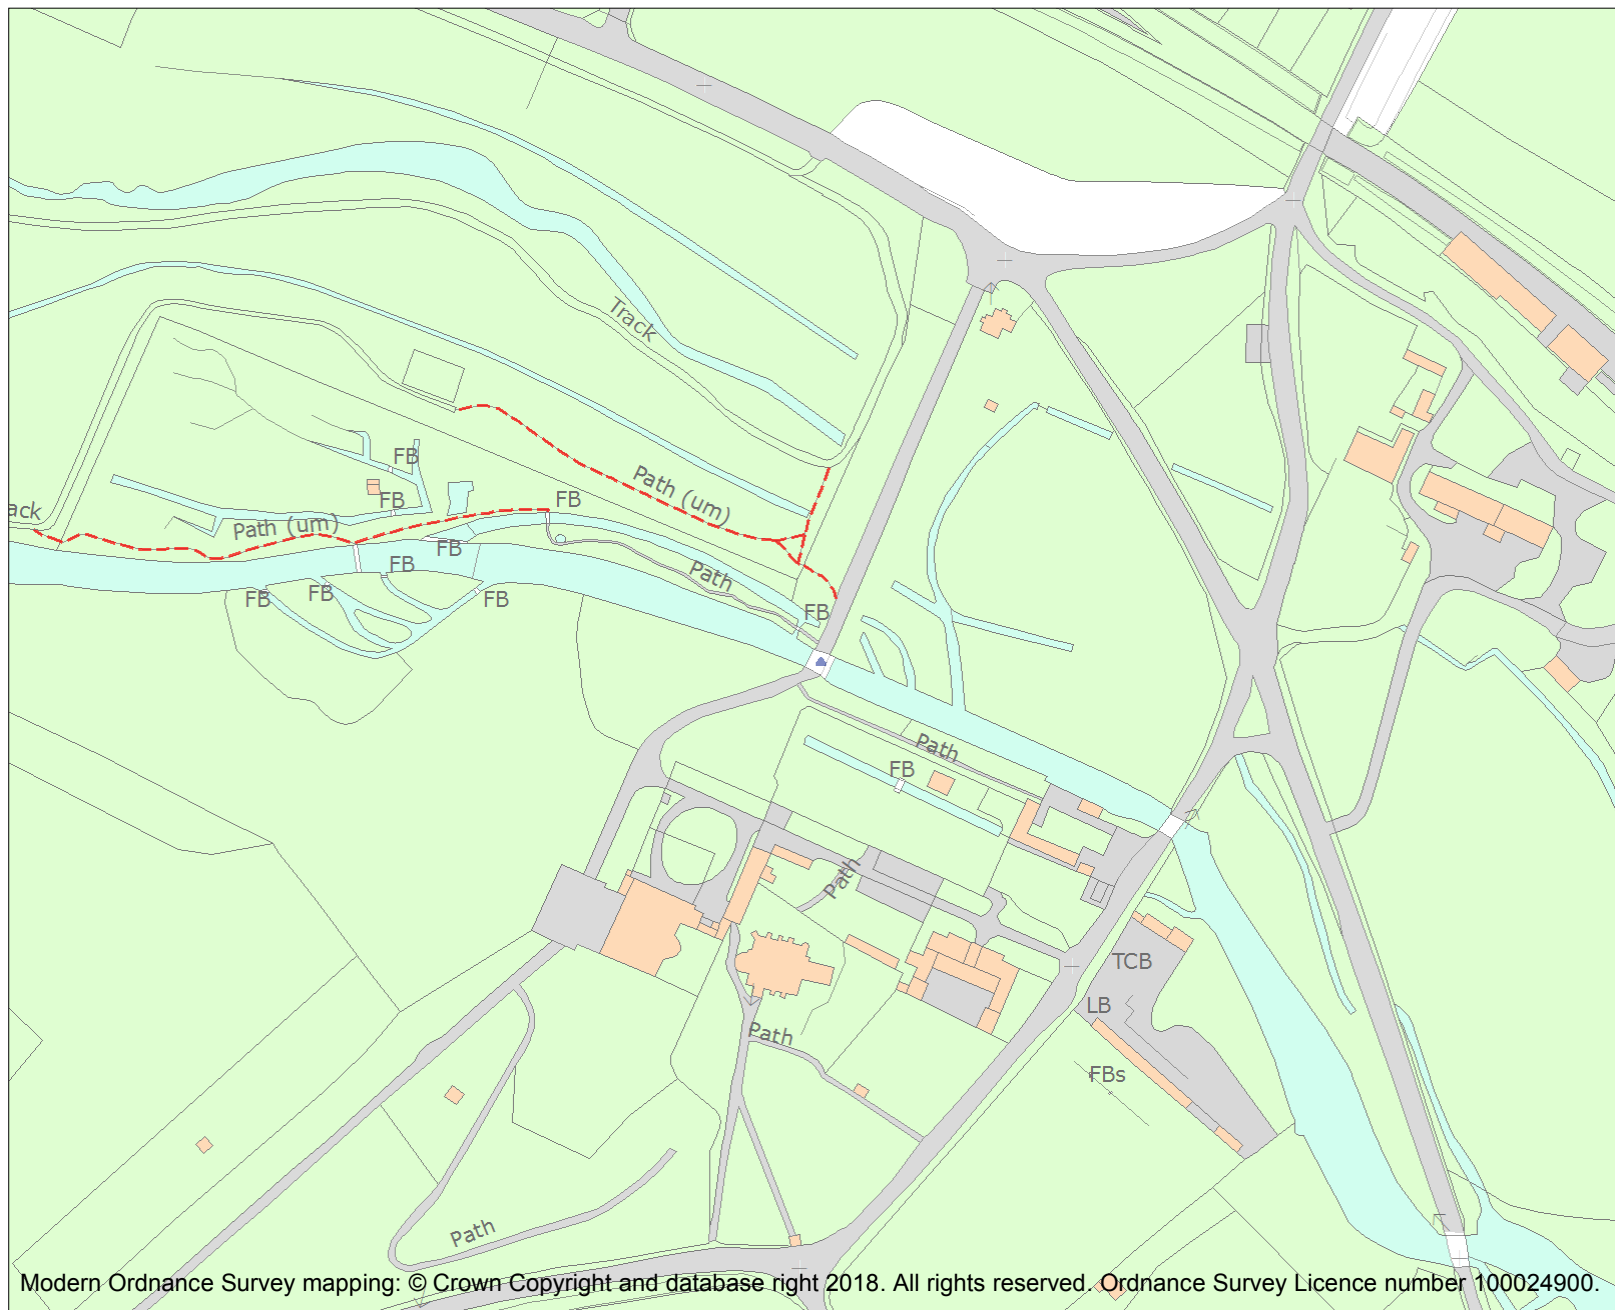 Track
FB
Path (um)
FB
FB
ack
Path (um)
FB
FB
Path
FB
FB
FB
FB
FB
Path
FB
Path
TCB
LB
Path
FBs
Path
Modern Ordnance Survey mapping: © Crown Copyright and database right 2018. All rights reserved. Ordnance Survey Licence number 100024900.